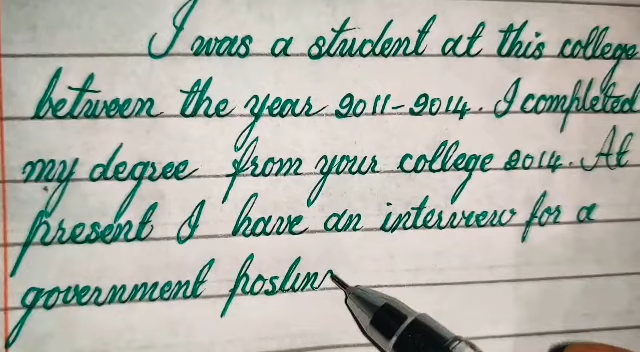 I was a student at this college
between the year 2011-2014. I completed
my degree from your college 2014. At
present I have an interview for a
government postin